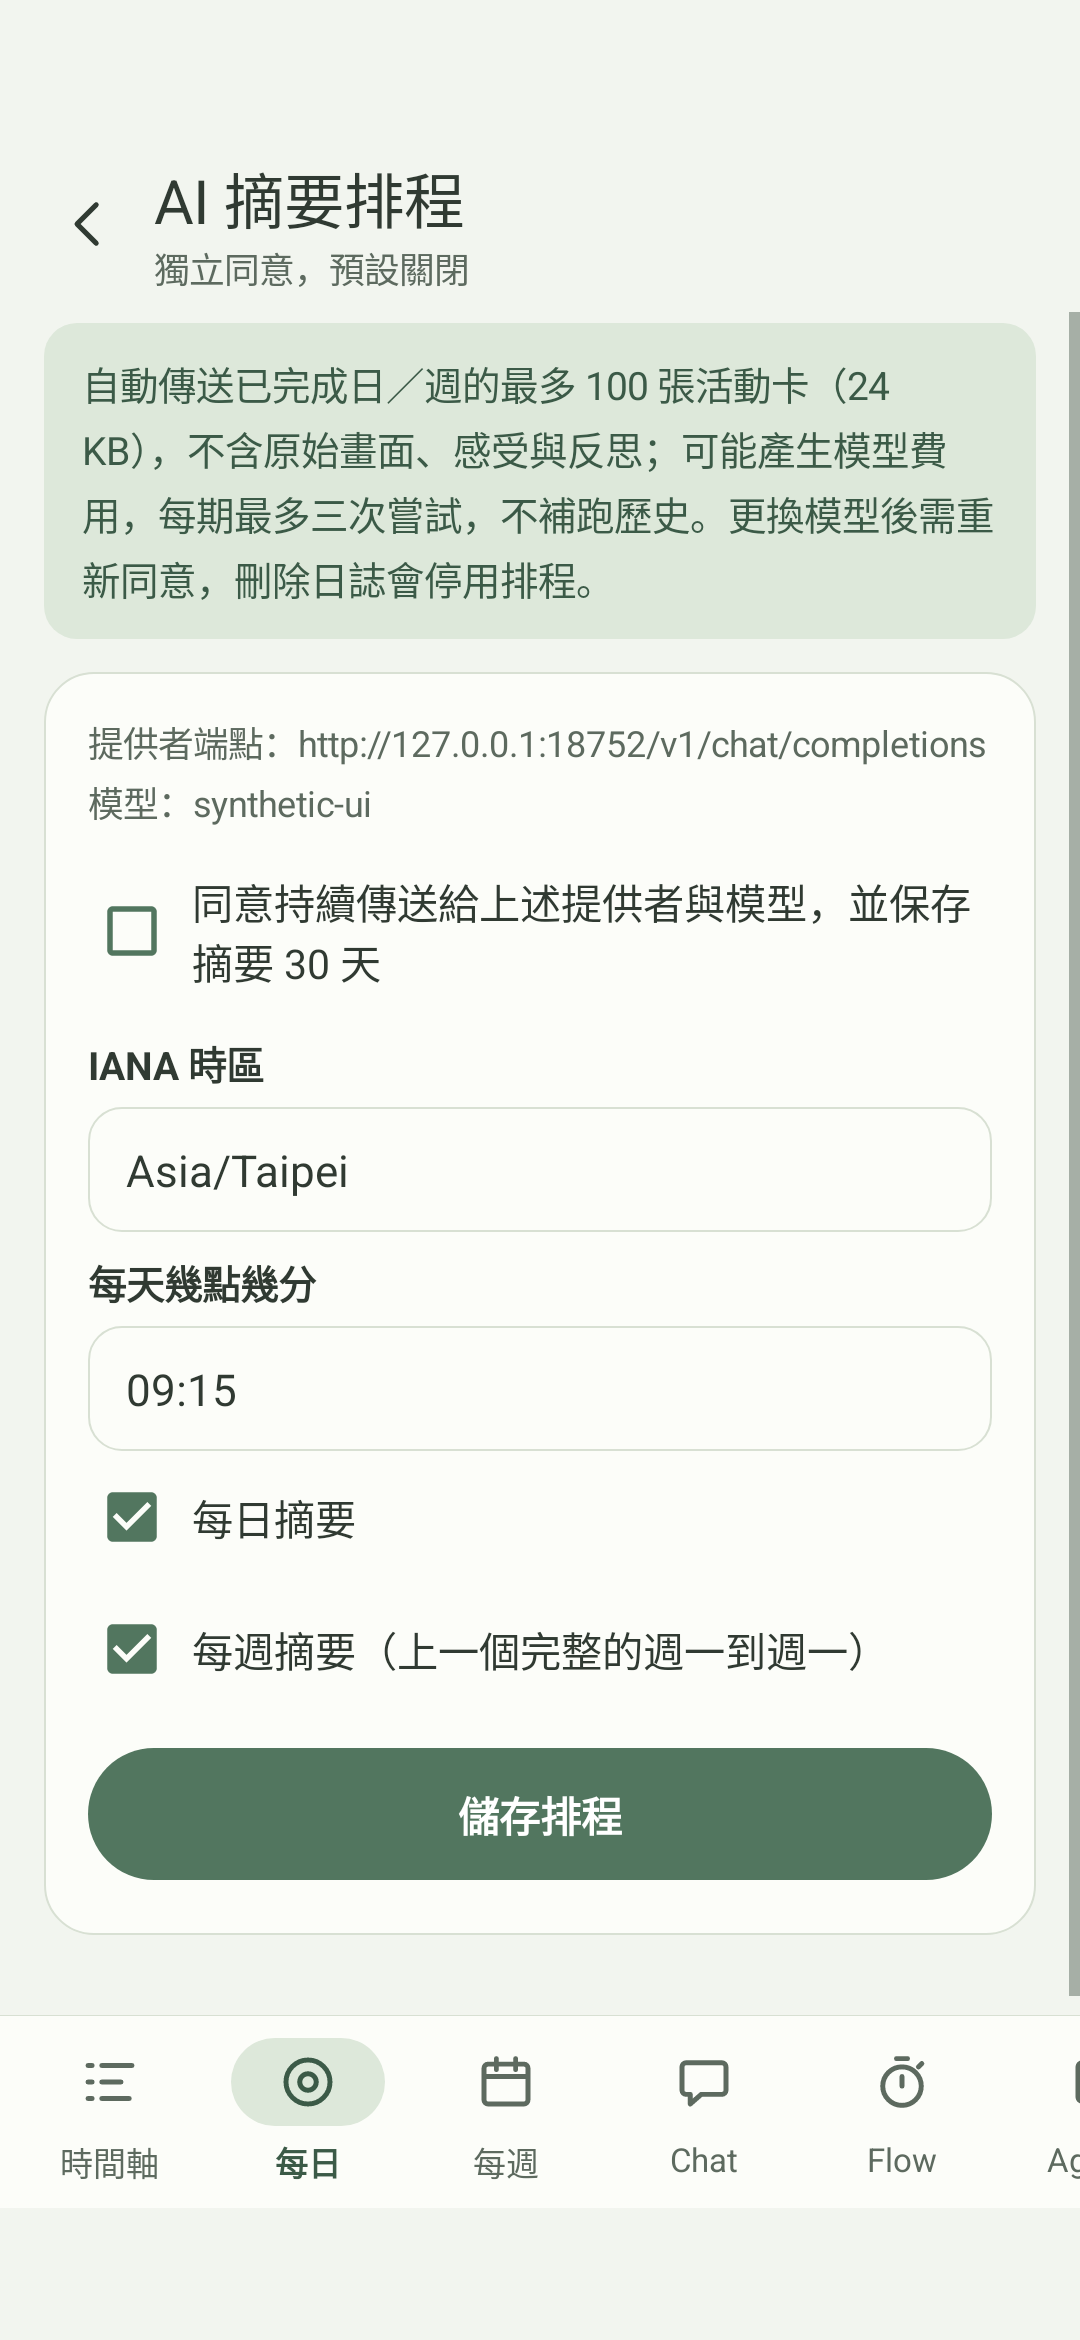 AI 摘要排程
獨立同意，預設關閉
自動傳送已完成日／週的最多 100 張活動卡（24
KB），不含原始畫面、感受與反思；可能產生模型費
用，每期最多三次嘗試，不補跑歷史。更換模型後需重
新同意，刪除日誌會停用排程。
提供者端點：http://127.0.0.1:18752/v1/chat/completions
模型：synthetic-ui
同意持續傳送給上述提供者與模型，並保存
摘要 30 天
IANA 時區
Asia/Taipei
每天幾點幾分
09:15
每日摘要
每週摘要（上一個完整的週一到週一）
儲存排程
時間軸
每日
每週
Chat
Flow